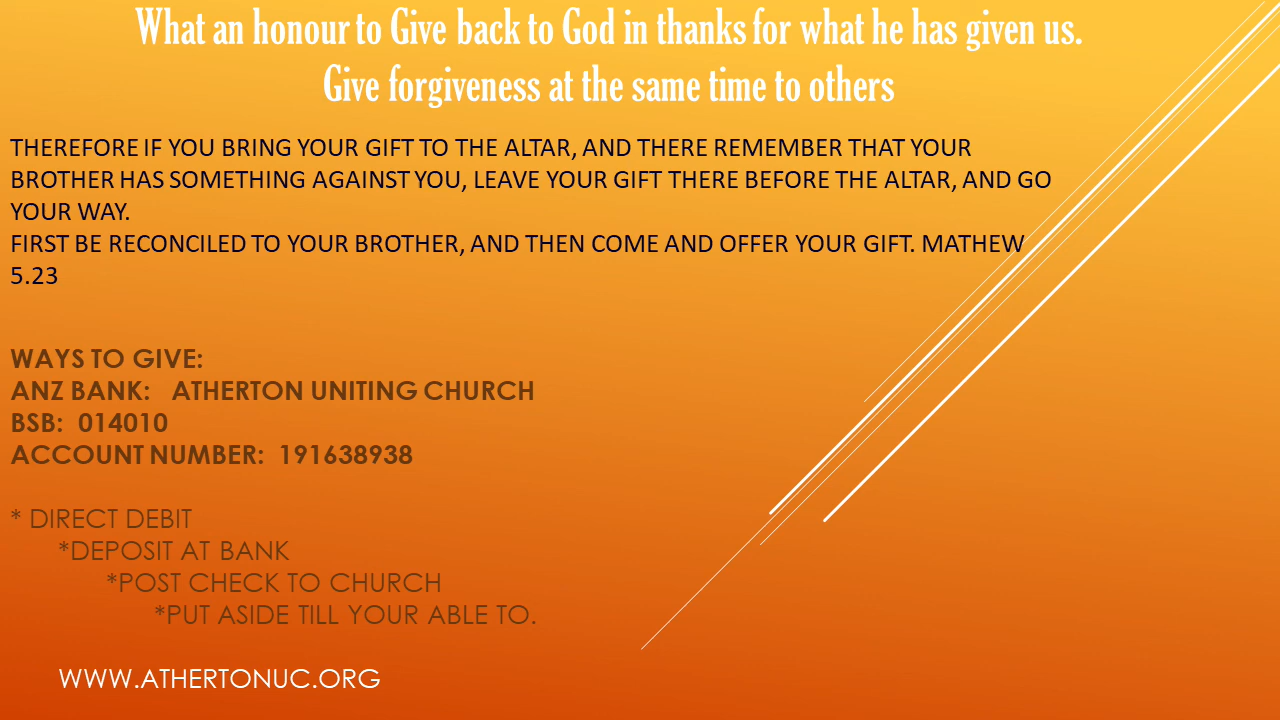 What an honour to Give back to God in thanks for what he has given us.
Give forgiveness at the same time to others
THEREFORE IF YOU BRING YOUR GIFT TO THE ALTAR, AND THERE REMEMBER THAT YOUR
BROTHER HAS SOMETHING AGAINST YOU, LEAVE YOUR GIFT THERE BEFORE THE ALTAR, AND GO
YOUR WAY.
FIRST BE RECONCILED TO YOUR BROTHER, AND THEN COME AND OFFER YOUR GIFT. MATHEW
5.23
WAYS TO GIVE:
ANZ BANK: ATHERTON UNITING CHURCH
BSB: 014010
ACCOUNT NUMBER: 191638938
* DIRECT DEBIT
*DEPOSIT AT BANK
*POST CHECK TO CHURCH
*PUT ASIDE TILL YOUR ABLE TO.
WWW.ATHERTONUC.ORG